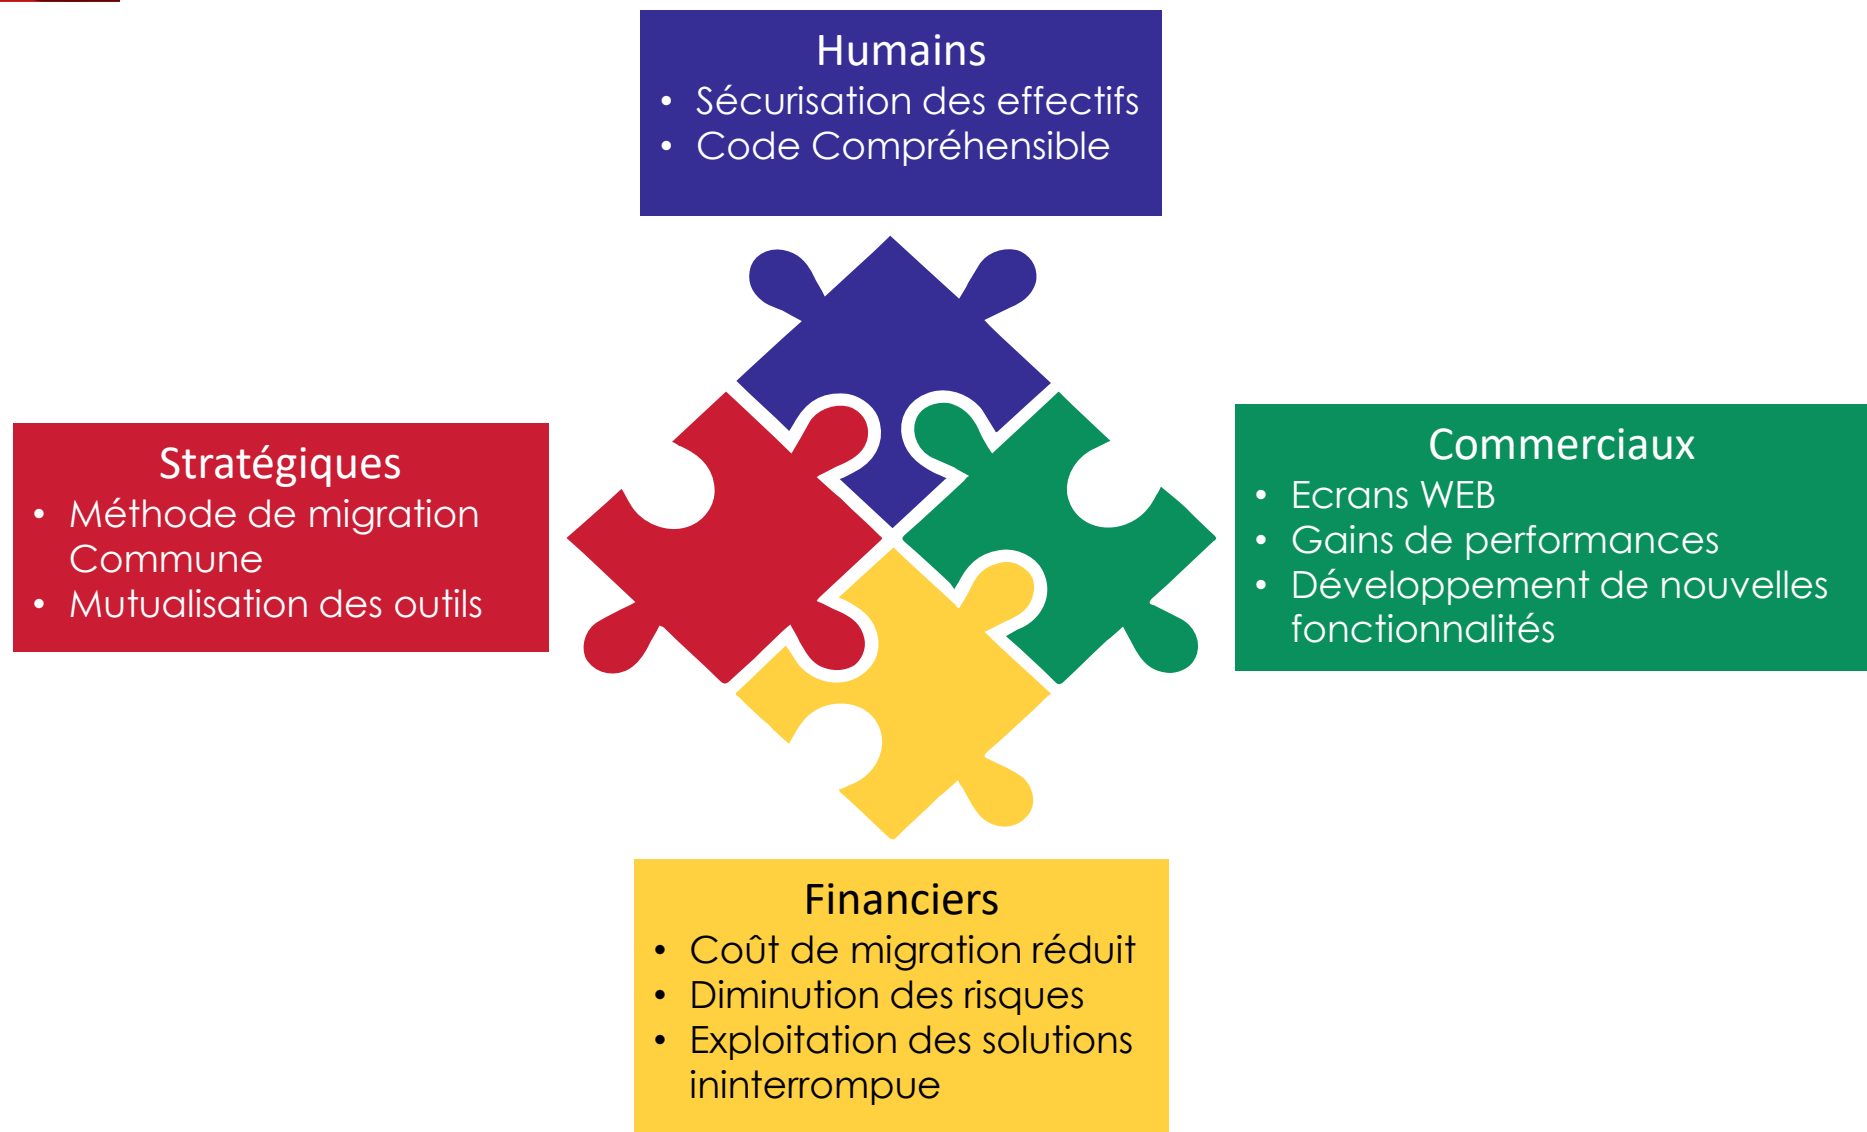 Humains
• Sécurisation des effectifs
• Code Compréhensible
Stratégiques
• Méthode de migration
Commune
• Mutualisation des outils
Commerciaux
• Ecrans WEB
• Gains de performances
• Développement de nouvelles
fonctionnalités
Financiers
• Coût de migration réduit
• Diminution des risques
• Exploitation des solutions
ininterrompue